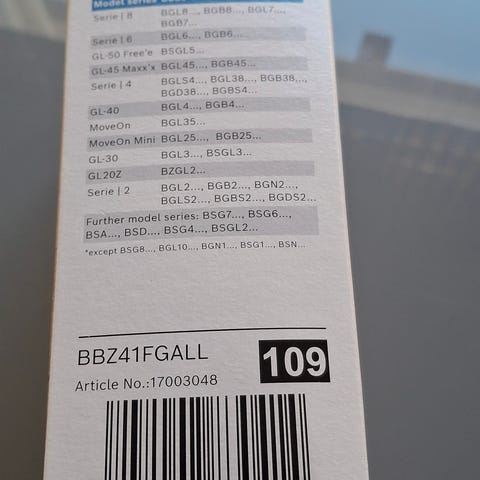 Model series
Serie | 8 BGL8..., BGB8..., BGL7...,
BGB7...
Serie | 6 BGL6..., BGB6...
GL-50 Free'e BSGL5...
GL-45 Maxx'x BGL45..., BGB45...
Serie | 4 BGLS4..., BGL38..., BGB38...,
BGD38..., BGBS4...
GL-40 BGL4..., BGB4...
MoveOn BGL35...
MoveOn Mini BGL25..., BGB25...
GL-30 BGL3..., BSGL3...
GL20Z BZGL2...
Serie | 2 BGL2..., BGB2..., BGN2...,
BGLS2..., BGBS2..., BGDS2...
Further model series: BSG7..., BSG6...,
BSA..., BSD..., BSG4..., BSGL2...
*except BSG8..., BGL10..., BGN1..., BSG1..., BSN...
BBZ41FGALL 109
Article No.:17003048